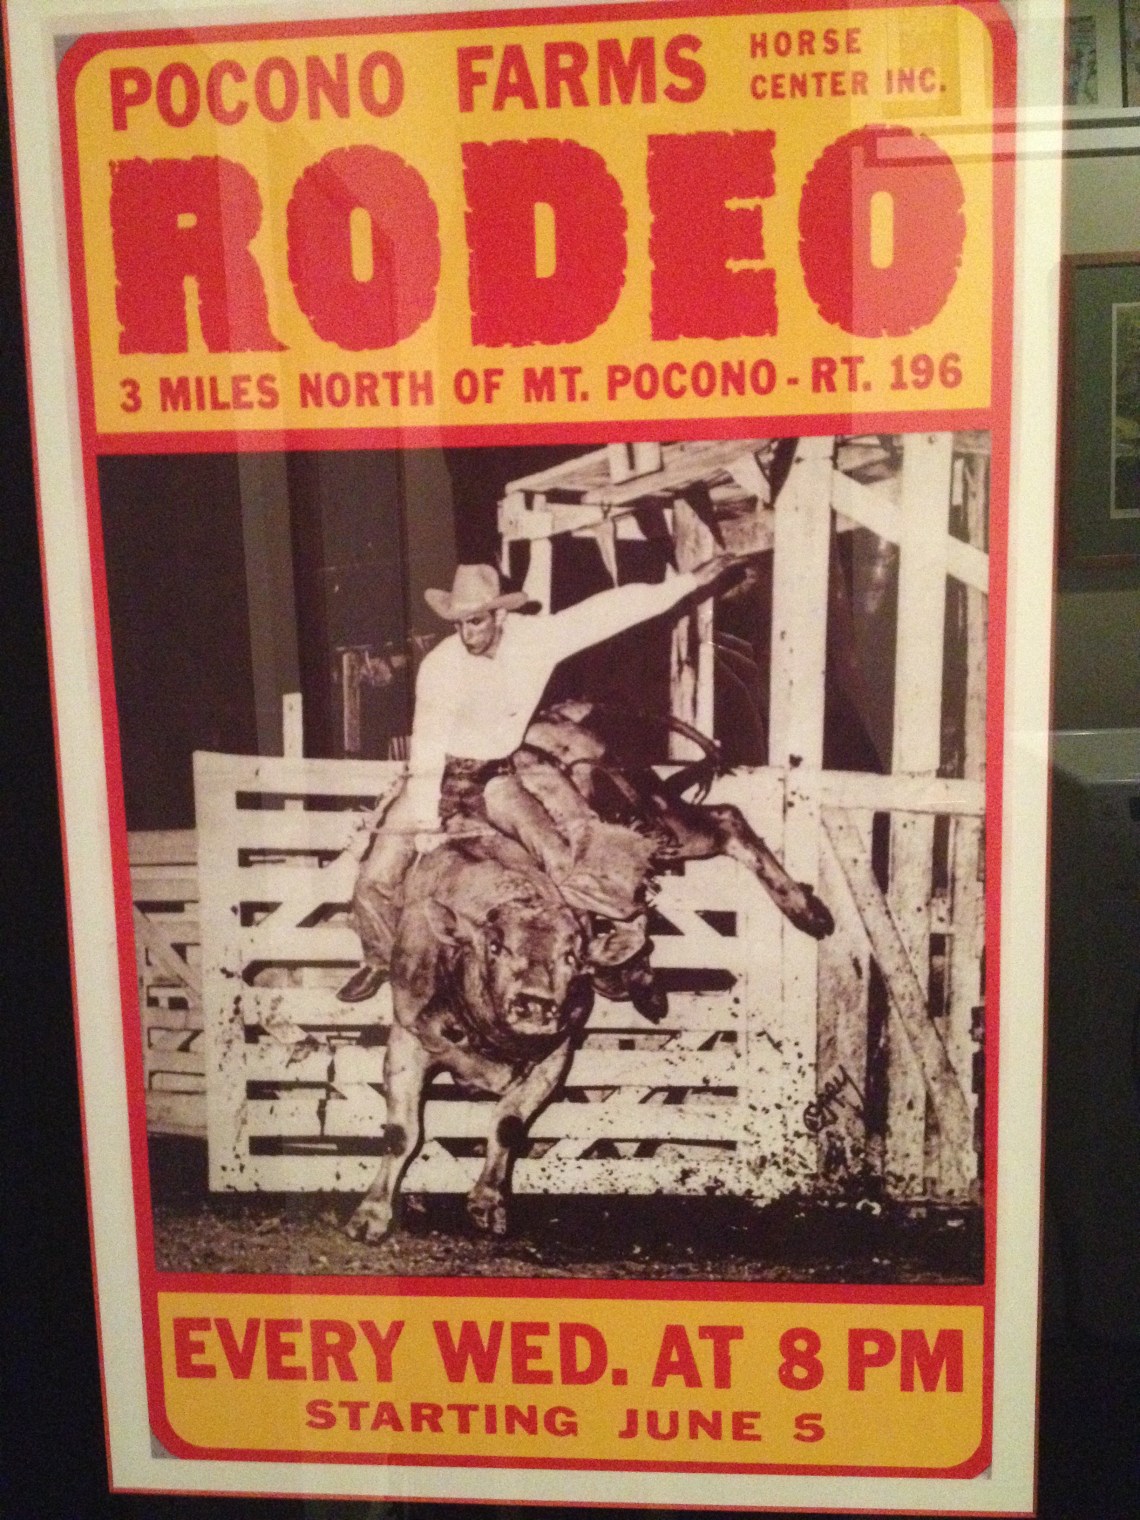 POCONO FARMS HORSE
CENTER INC.
RODEO
3 MILES NORTH OF MT. POCONO - RT. 196
EVERY WED. AT 8 PM
STARTING JUNE 5